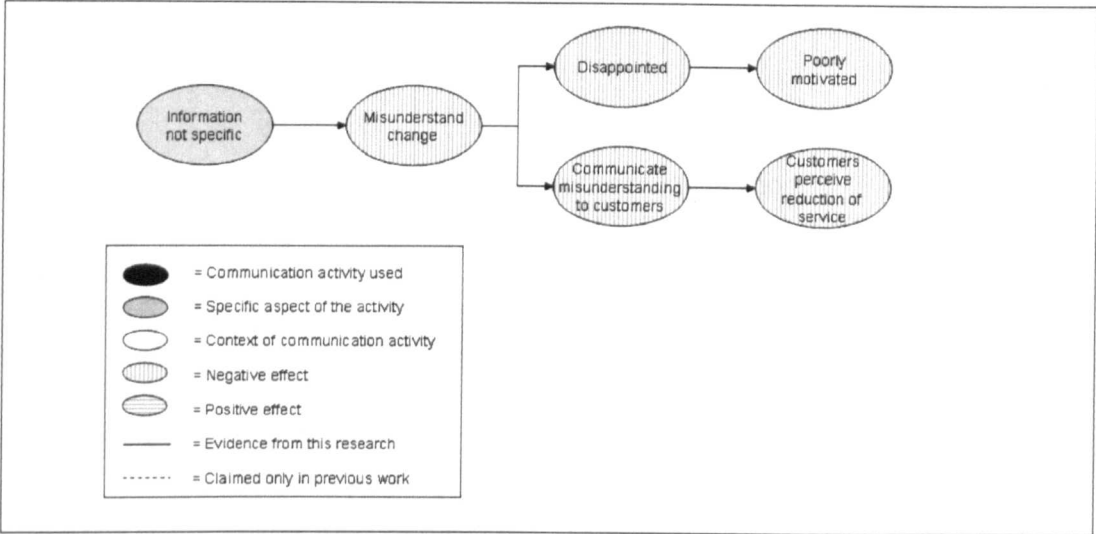 Information
not specific
Misunderstand
change
Disappointed
Poorly
motivated
Communicate
misunderstanding
to customers
Customers
perceive
reduction of
service
= Communication activity used
= Specific aspect of the activity
= Context of communication activity
= Negative effect
= Positive effect
= Evidence from this research
= Claimed only in previous work